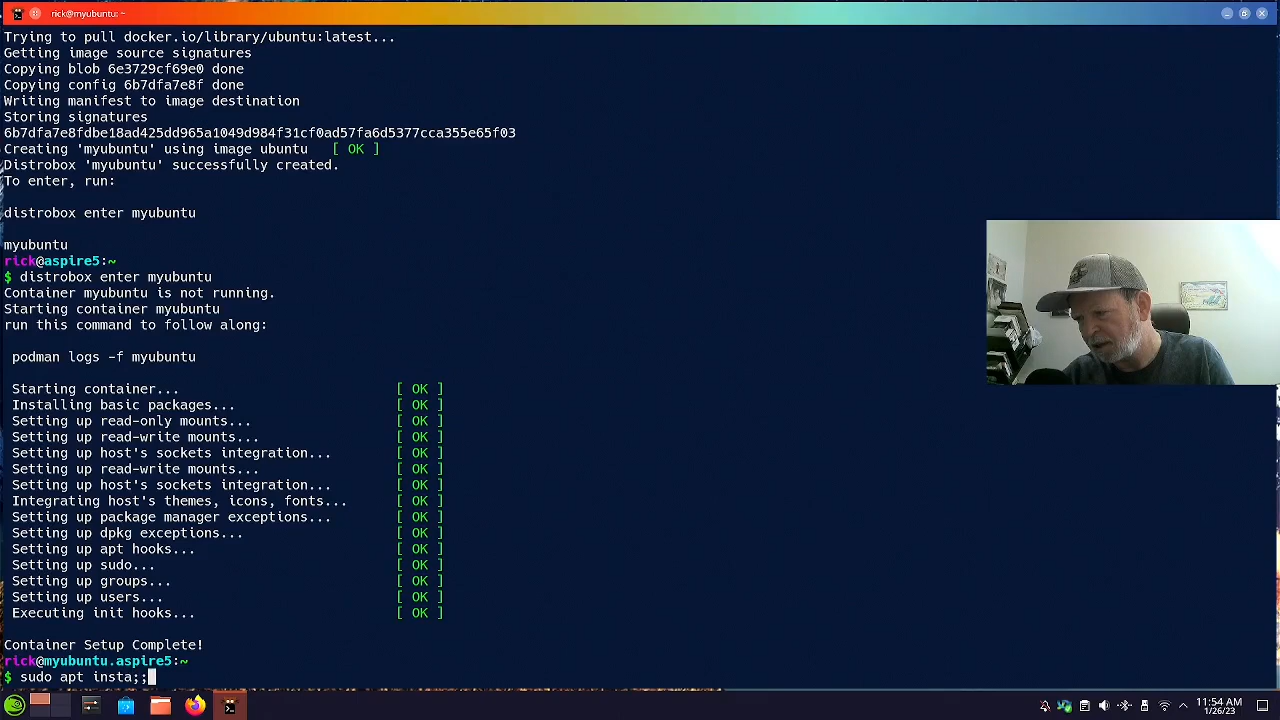 rick@myubuntu: ~
Trying to pull docker.io/library/ubuntu:latest...
Getting image source signatures
Copying blob 6e3729cf69e0 done
Copying config 6b7dfa7e8f done
Writing manifest to image destination
Storing signatures
6b7dfa7e8fdbe18ad425dd965a1049d984f31cf0ad57fa6d5377cca355e65f03
Creating 'myubuntu' using image ubuntu [ OK ]
Distrobox 'myubuntu' successfully created.
To enter, run:
distrobox enter myubuntu
myubuntu
rick@aspire5:~
$ distrobox enter myubuntu
Container myubuntu is not running.
Starting container myubuntu
run this command to follow along:
podman logs -f myubuntu
Starting container... [ OK ]
Installing basic packages... [ OK ]
Setting up read-only mounts... [ OK ]
Setting up read-write mounts... [ OK ]
Setting up host's sockets integration... [ OK ]
Setting up read-write mounts... [ OK ]
Setting up host's sockets integration... [ OK ]
Integrating host's themes, icons, fonts... [ OK ]
Setting up package manager exceptions... [ OK ]
Setting up dpkg exceptions... [ OK ]
Setting up apt hooks... [ OK ]
Setting up sudo... [ OK ]
Setting up groups... [ OK ]
Setting up users... [ OK ]
Executing init hooks... [ OK ]
Container Setup Complete!
rick@myubuntu.aspire5:~
$ sudo apt insta;;
11:54 AM
1/26/23